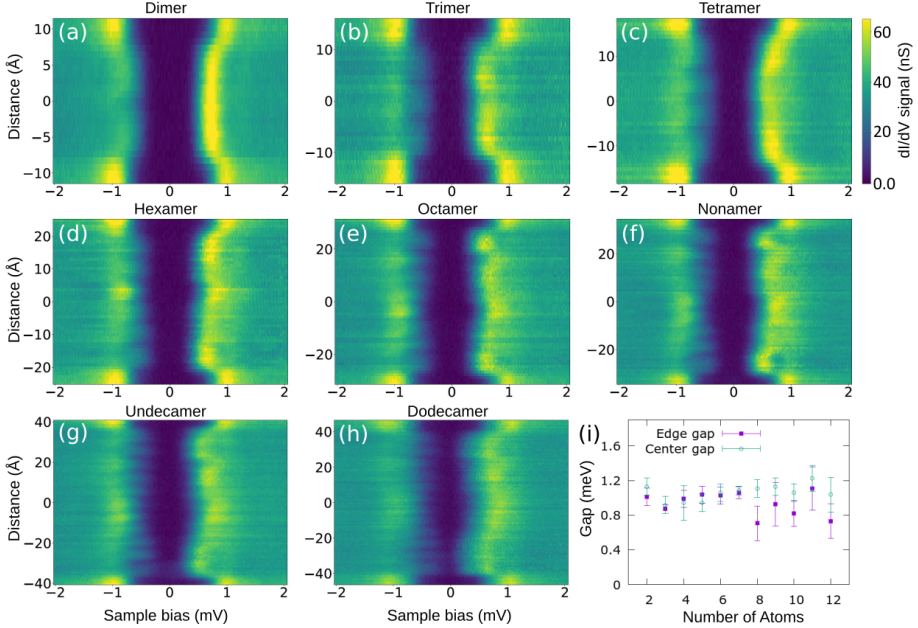 Dimer Trimer Tetramer
(a) (b) (c)
Distance (Å)
10 5 0 −5 −10
10 0 −10
10 0 −10
−2 −1 0 1 2
−2 −1 0 1 2
−2 −1 0 1 2
60 40 20 0.0
dI/dV signal (nS)
Hexamer Octamer Nonamer
(d) (e) (f)
Distance (Å)
20 10 0 −10 −20
20 0 −20
20 0 −20
−2 −1 0 1 2
−2 −1 0 1 2
−2 −1 0 1 2
Undecamer Dodecamer
(g) (h) (i)
Distance (Å)
40 20 0 −20 −40
40 20 0 −20 −40
−2 −1 0 1 2
−2 −1 0 1 2
Sample bias (mV) Sample bias (mV)
Edge gap
Center gap
Gap (meV)
1.6 1.2 0.8 0.4 0
2 4 6 8 10 12
Number of Atoms